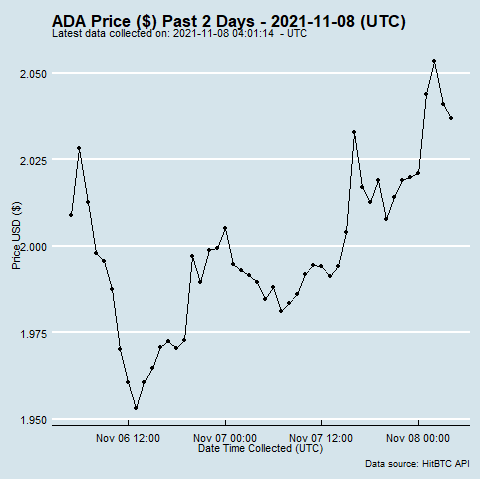 ADA Price ($) Past 2 Days - 2021-11-08 (UTC)
Latest data collected on: 2021-11-08 04:01:14  - UTC
2.050
2.025
2.000
1.975
1.950
Price USD ($)
Nov 06 12:00 Nov 07 00:00 Nov 07 12:00 Nov 08 00:00
Date Time Collected (UTC)
Data source: HitBTC API